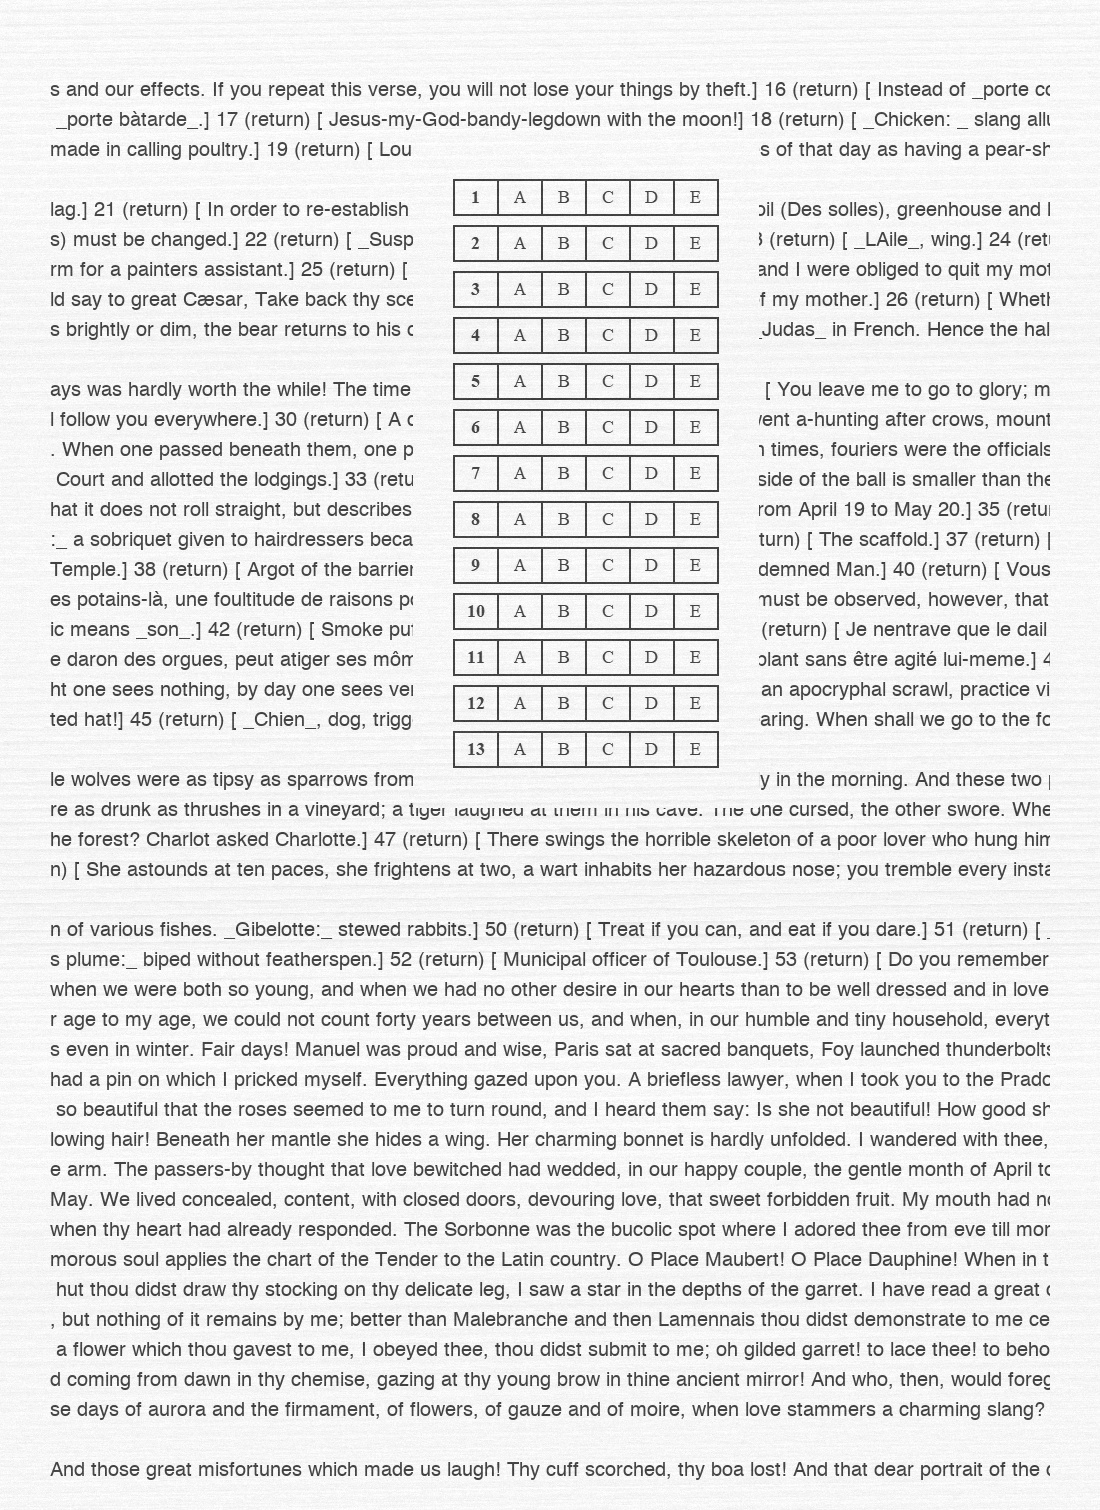 s and our effects. If you repeat this verse, you will not lose your things by theft.] 16 (return) [ Instead of _porte co
_porte bàtarde_.] 17 (return) [ Jesus-my-God-bandy-legdown with the moon!] 18 (return) [ _Chicken: _ slang allu
made in calling poultry.] 19 (return) [ Lou
lag.] 21 (return) [ In order to re-establish
s) must be changed.] 22 (return) [ _Susp
rm for a painters assistant.] 25 (return) [
ld say to great Cæsar, Take back thy sce
s brightly or dim, the bear returns to his
ays was hardly worth the while! The time
l follow you everywhere.] 30 (return) [ A
. When one passed beneath them, one p
Court and allotted the lodgings.] 33 (retu
hat it does not roll straight, but describes
:_ a sobriquet given to hairdressers beca
Temple.] 38 (return) [ Argot of the barrier
es potains-là, une foultitude de raisons po
ic means _son_.] 42 (return) [ Smoke puf
e daron des orgues, peut atiger ses môm
ht one sees nothing, by day one sees ver
ted hat!] 45 (return) [ _Chien_, dog, trigg
le wolves were as tipsy as sparrows from
1 A B C D E
2 A B C D E
3 A B C D E
4 A B C D E
5 A B C D E
6 A B C D E
7 A B C D E
8 A B C D E
9 A B C D E
10 A B C D E
11 A B C D E
12 A B C D E
13 A B C D E
s of that day as having a pear-sh
oil (Des solles), greenhouse and
(return) [ _LAile_, wing.] 24 (retu
and I were obliged to quit my mot
f my mother.] 26 (return) [ Wheth
_Judas_ in French. Hence the hal
[ You leave me to go to glory; m
went a-hunting after crows, mount
n times, fouriers were the officials
side of the ball is smaller than the
rom April 19 to May 20.] 35 (retur
turn) [ The scaffold.] 37 (return) [
demned Man.] 40 (return) [ Vous
must be observed, however, that
(return) [ Je nentrave que le dail
plant sans être agité lui-meme.] 4
an apocryphal scrawl, practice vi
aring. When shall we go to the fo
y in the morning. And these two
re as drunk as thrushes in a vineyard; a tiger laughed at them in his cave. The one cursed, the other swore. Whe
he forest? Charlot asked Charlotte.] 47 (return) [ There swings the horrible skeleton of a poor lover who hung him
n) [ She astounds at ten paces, she frightens at two, a wart inhabits her hazardous nose; you tremble every insta
n of various fishes. _Gibelotte:_ stewed rabbits.] 50 (return) [ Treat if you can, and eat if you dare.] 51 (return) [ _
s plume:_ biped without featherspen.] 52 (return) [ Municipal officer of Toulouse.] 53 (return) [ Do you remember
when we were both so young, and when we had no other desire in our hearts than to be well dressed and in love
r age to my age, we could not count forty years between us, and when, in our humble and tiny household, everyt
s even in winter. Fair days! Manuel was proud and wise, Paris sat at sacred banquets, Foy launched thunderbolts
had a pin on which I pricked myself. Everything gazed upon you. A briefless lawyer, when I took you to the Prado
so beautiful that the roses seemed to me to turn round, and I heard them say: Is she not beautiful! How good sh
lowing hair! Beneath her mantle she hides a wing. Her charming bonnet is hardly unfolded. I wandered with thee,
e arm. The passers-by thought that love bewitched had wedded, in our happy couple, the gentle month of April to
May. We lived concealed, content, with closed doors, devouring love, that sweet forbidden fruit. My mouth had no
when thy heart had already responded. The Sorbonne was the bucolic spot where I adored thee from eve till mor
morous soul applies the chart of the Tender to the Latin country. O Place Maubert! O Place Dauphine! When in t
hut thou didst draw thy stocking on thy delicate leg, I saw a star in the depths of the garret. I have read a great
, but nothing of it remains by me; better than Malebranche and then Lamennais thou didst demonstrate to me ce
a flower which thou gavest to me, I obeyed thee, thou didst submit to me; oh gilded garret! to lace thee! to beho
d coming from dawn in thy chemise, gazing at thy young brow in thine ancient mirror! And who, then, would foreg
se days of aurora and the firmament, of flowers, of gauze and of moire, when love stammers a charming slang?
And those great misfortunes which made us laugh! Thy cuff scorched, thy boa lost! And that dear portrait of the